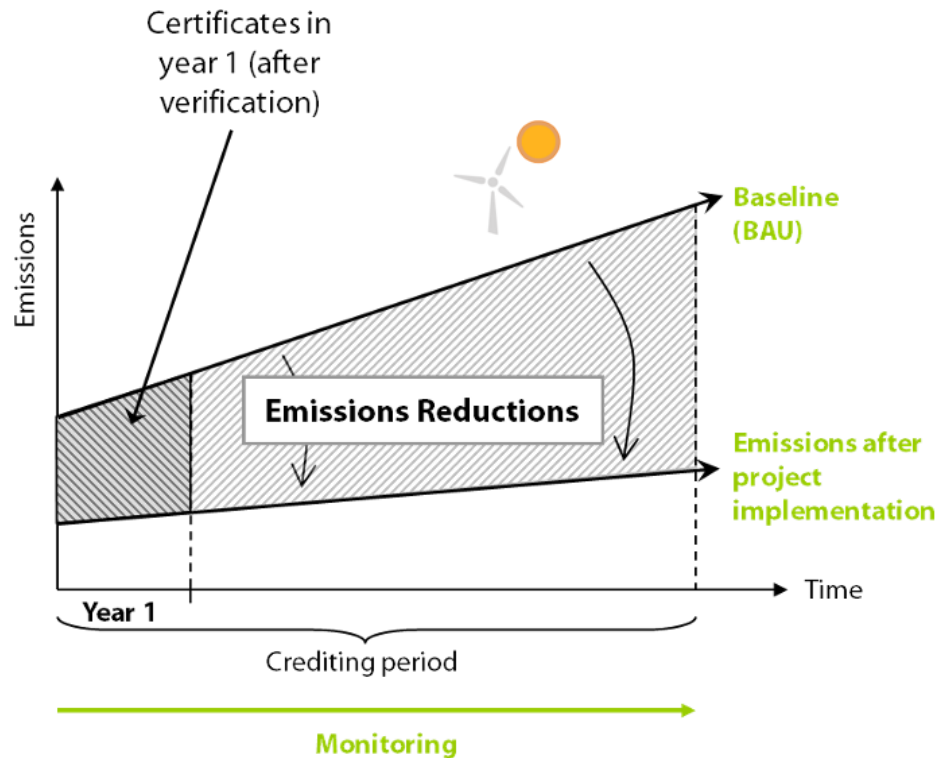 Certificates in
year 1 (after
verification)
Emissions
Baseline
(BAU)
Emissions Reductions
Emissions after
project
implementation
Time
Year 1
Crediting period
Monitoring